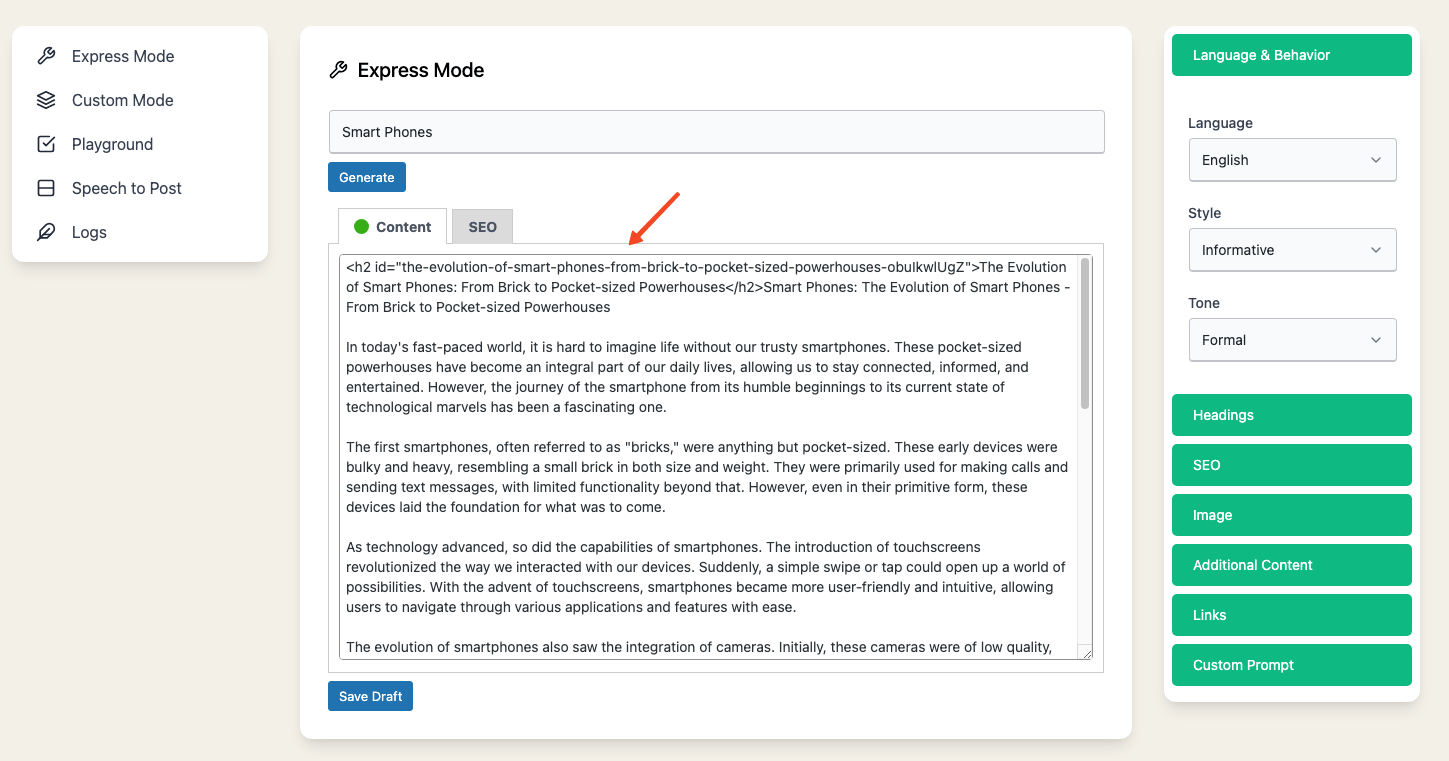 Express Mode
Custom Mode
Playground
Speech to Post
Logs
Express Mode
Smart Phones
Generate
Content
SEO
<h2 id="the-evolution-of-smart-phones-from-brick-to-pocket-sized-powerhouses-obuIkwlUgZ">The Evolution
of Smart Phones: From Brick to Pocket-sized Powerhouses</h2>Smart Phones: The Evolution of Smart Phones -
From Brick to Pocket-sized Powerhouses
In today's fast-paced world, it is hard to imagine life without our trusty smartphones. These pocket-sized
powerhouses have become an integral part of our daily lives, allowing us to stay connected, informed, and
entertained. However, the journey of the smartphone from its humble beginnings to its current state of
technological marvels has been a fascinating one.
The first smartphones, often referred to as "bricks," were anything but pocket-sized. These early devices were
bulky and heavy, resembling a small brick in both size and weight. They were primarily used for making calls and
sending text messages, with limited functionality beyond that. However, even in their primitive form, these
devices laid the foundation for what was to come.
As technology advanced, so did the capabilities of smartphones. The introduction of touchscreens
revolutionized the way we interacted with our devices. Suddenly, a simple swipe or tap could open up a world of
possibilities. With the advent of touchscreens, smartphones became more user-friendly and intuitive, allowing
users to navigate through various applications and features with ease.
The evolution of smartphones also saw the integration of cameras. Initially, these cameras were of low quality,
Save Draft
Language & Behavior
Language
English
Style
Informative
Tone
Formal
Headings
SEO
Image
Additional Content
Links
Custom Prompt